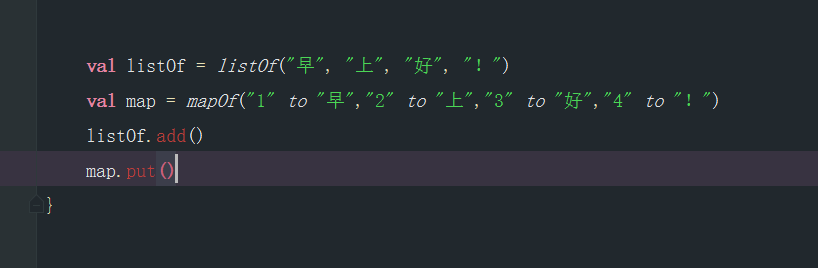 val listOf = listOf("早", "上", "好", "！")
val map = mapOf("1" to "早","2" to "上","3" to "好","4" to "！")
listOf.add()
map.put()
}